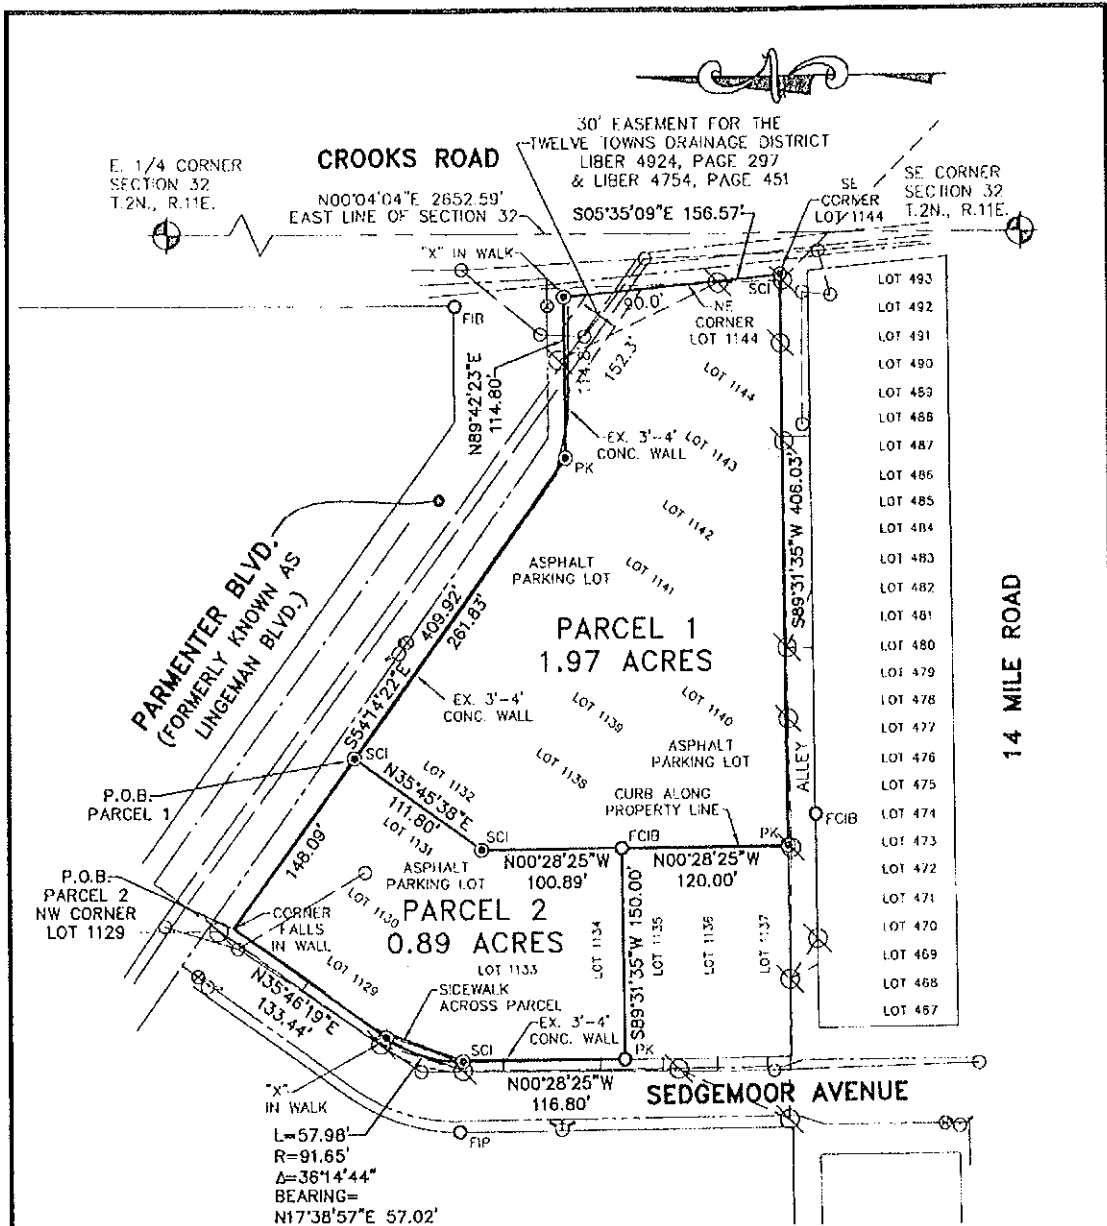 30' EASEMENT FOR THE
TWELVE TOWNS DRAINAGE DISTRICT
LIBER 4924, PAGE 297
& LIBER 4754, PAGE 451
E. 1/4 CORNER
SECTION 32
T.2N., R.11E.
CROOKS ROAD
N00°04'04"E 2652.59'
EAST LINE OF SECTION 32
S05°35'09"E 156.57'
SE
CORNER
LOT 1144
SE CORNER
SECTION 32
T.2N., R.11E.
"X" IN WALK
SCI
FIB
90.0'
NE
CORNER
LOT 1144
N89°42'23"E
114.80'
114.8'
152.3'
EX. 3'-4'
CONC. WALL
PK
LOT 1144
LOT 1143
LOT 1142
LOT 1141
LOT 1140
LOT 1139
LOT 1138
ASPHALT
PARKING LOT
PARCEL 1
1.97 ACRES
S89°31'35"W 406.03'
PARMENTER BLVD.
(FORMERLY KNOWN AS
LINGEMAN BLVD.)
409.92'
261.83'
S54°14'22"E
EX. 3'-4'
CONC. WALL
ASPHALT
PARKING LOT
ALLEY
CURB ALONG
PROPERTY LINE
SCI
P.O.B.
PARCEL 1
LOT 1132
N35°45'38"E
111.80'
LOT 1131
SCI
FCIB
PK
FCIB
N00°28'25"W
100.89'
N00°28'25"W
120.00'
148.09'
P.O.B.
PARCEL 2
NW CORNER
LOT 1129
ASPHALT
PARKING LOT
LOT 1130
CORNER
FALLS
IN WALL
PARCEL 2
0.89 ACRES
LOT 1129
LOT 1133
LOT 1134
S89°31'35"W 150.00'
LOT 1135
LOT 1136
LOT 1137
SIDEWALK
ACROSS PARCEL
EX. 3'-4'
CONC. WALL
N35°46'19"E
133.44'
SCI
PK
N00°28'25"W
116.80'
SEDGEMOOR AVENUE
"X"
IN WALK
FIP
L=57.98'
R=91.65'
Δ=36°14'44"
BEARING=
N17°38'57"E 57.02'
LOT 493
LOT 492
LOT 491
LOT 490
LOT 489
LOT 488
LOT 487
LOT 486
LOT 485
LOT 484
LOT 483
LOT 482
LOT 481
LOT 480
LOT 479
LOT 478
LOT 477
LOT 476
LOT 475
LOT 474
LOT 473
LOT 472
LOT 471
LOT 470
LOT 469
LOT 468
LOT 467
14 MILE ROAD